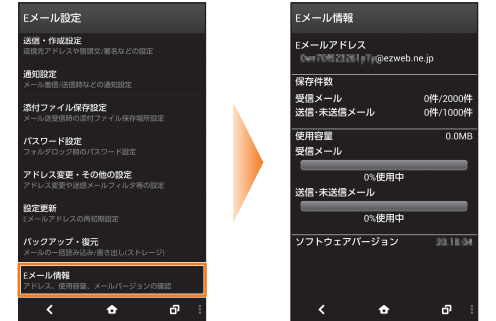 Eメール設定
送信・作成設定
返信先アドレスや冒頭文/署名などの設定
通知設定
メール着信/送信時などの通知設定
添付ファイル保存設定
メール送受信時の添付ファイル保存場所設定
パスワード設定
フォルダロック時のパスワード設定
アドレス変更・その他の設定
アドレス変更や迷惑メールフィルタ等の設定
設定更新
Eメールアドレスの再初期設定
バックアップ・復元
メールの一括読み込み/書き出し(ストレージ)
Eメール情報
アドレス、使用容量、メールバージョンの確認
Eメール情報
Eメールアドレス
@ezweb.ne.jp
保存件数
受信メール 0件/2000件
送信・未送信メール 0件/1000件
使用容量 0.0MB
受信メール
0%使用中
送信・未送信メール
0%使用中
ソフトウェアバージョン